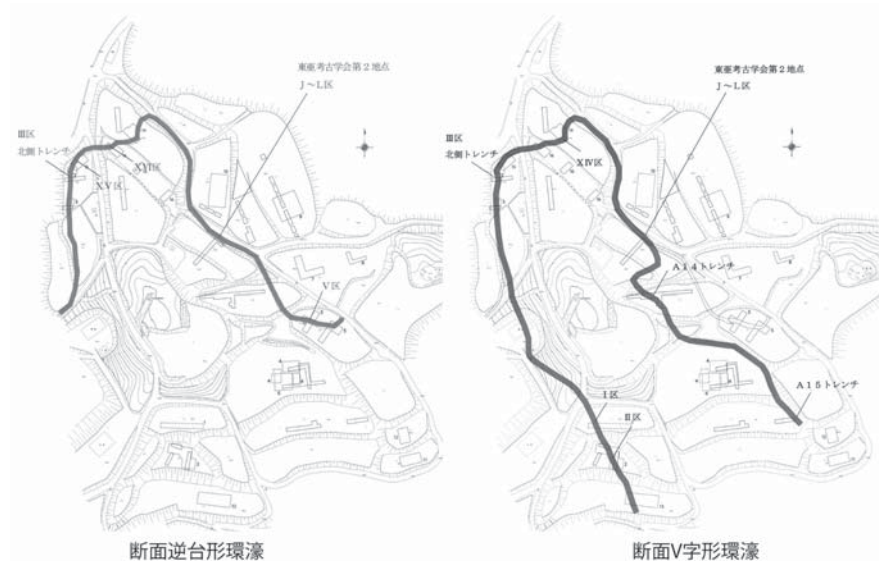 東亜考古学会第2地点
J〜L区
Ⅲ区
北側トレンチ
ⅩⅥ区
ⅩⅤ区
Ⅴ区
断面逆台形環濠
東亜考古学会第2地点
J〜L区
Ⅲ区
北側トレンチ
ⅩⅣ区
A14トレンチ
A15トレンチ
Ⅰ区
Ⅱ区
断面V字形環濠